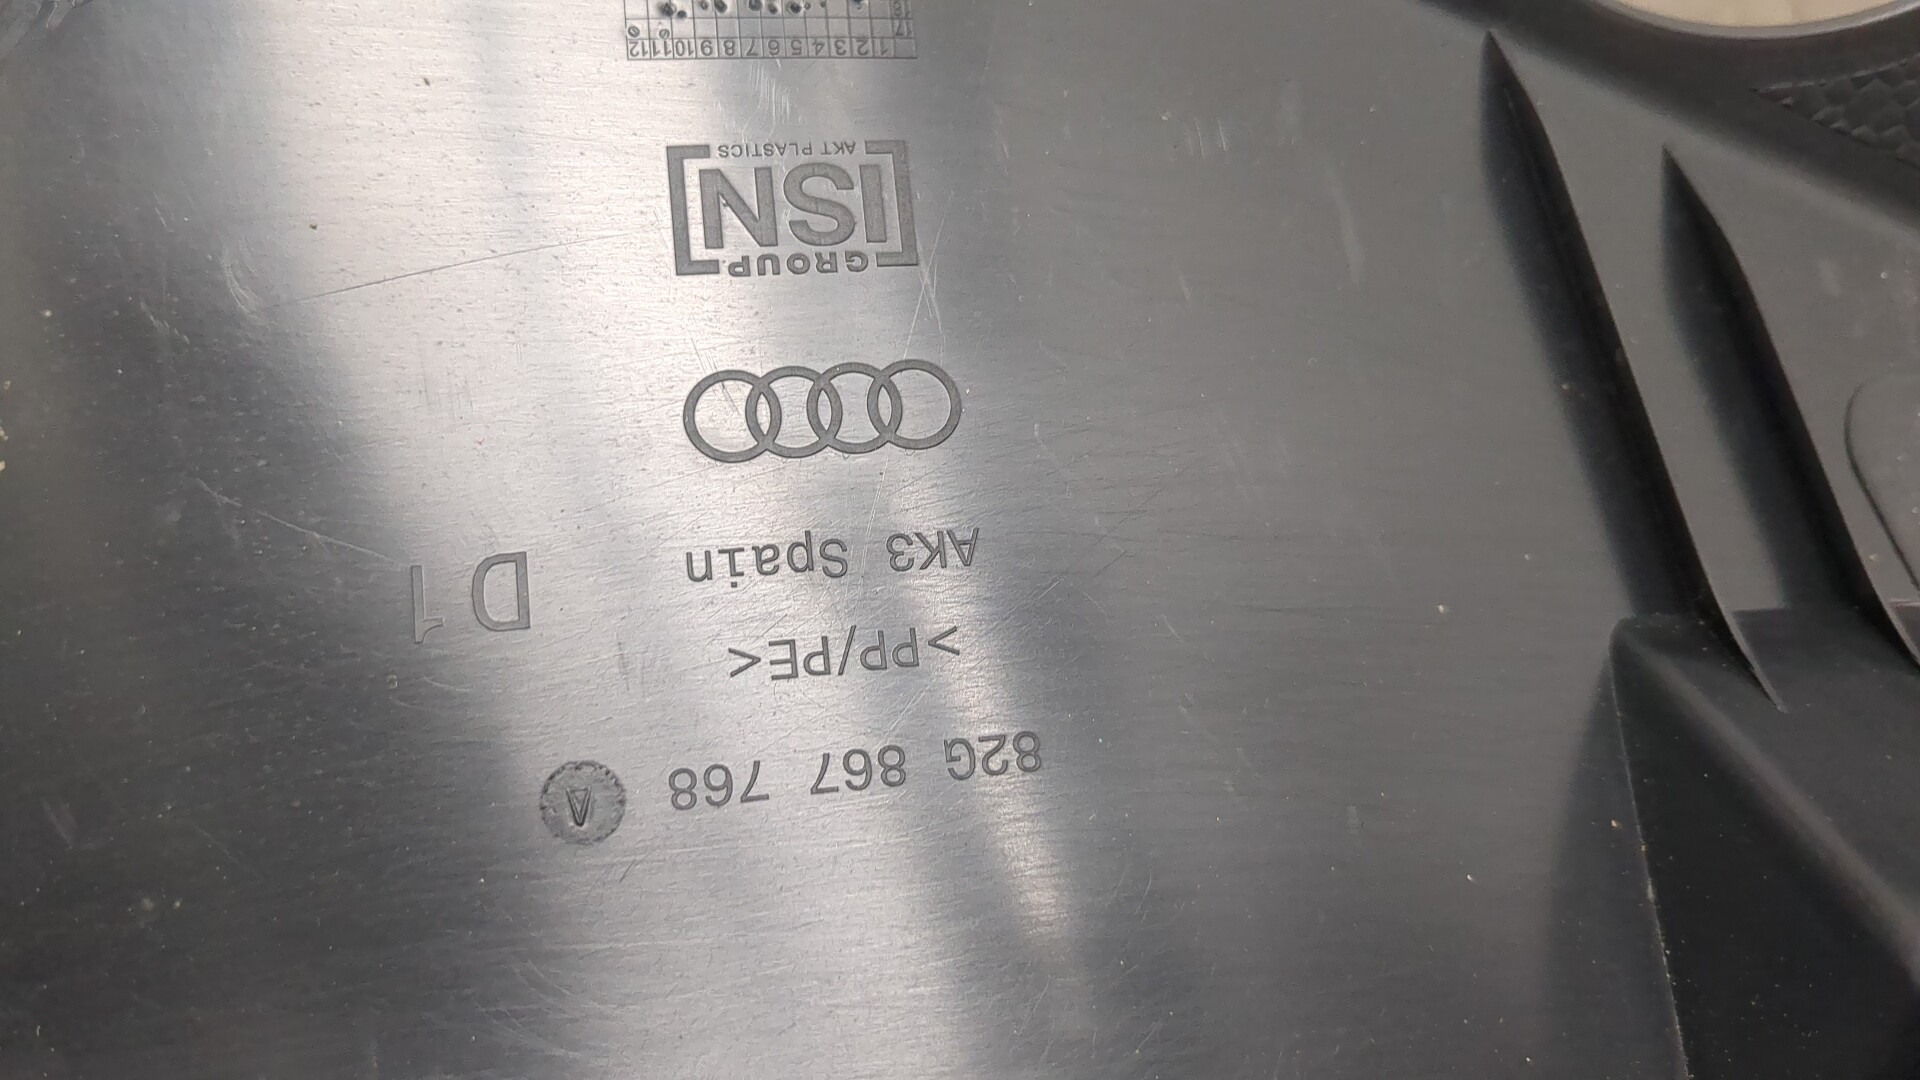 82G 867 768 A
>PP/PE<
AK3 Spain
D1
GROUP
ISN
AKT PLASTICS
1 2 3 4 5 6 7 8 9 10 11 12
17